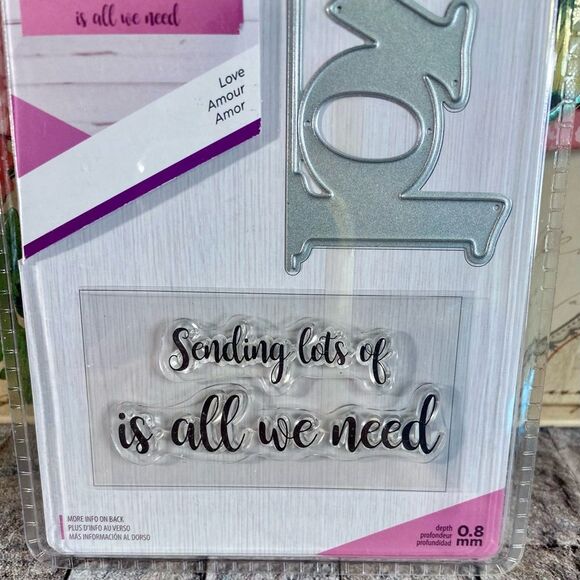 is all we need
Love
Amour
Amor
Sending lots of
is all we need
MORE INFO ON BACK
PLUS D'INFO AU VERSO
MÁS INFORMACIÓN AL DORSO
depth
profondeur
profundidad
0.8
mm